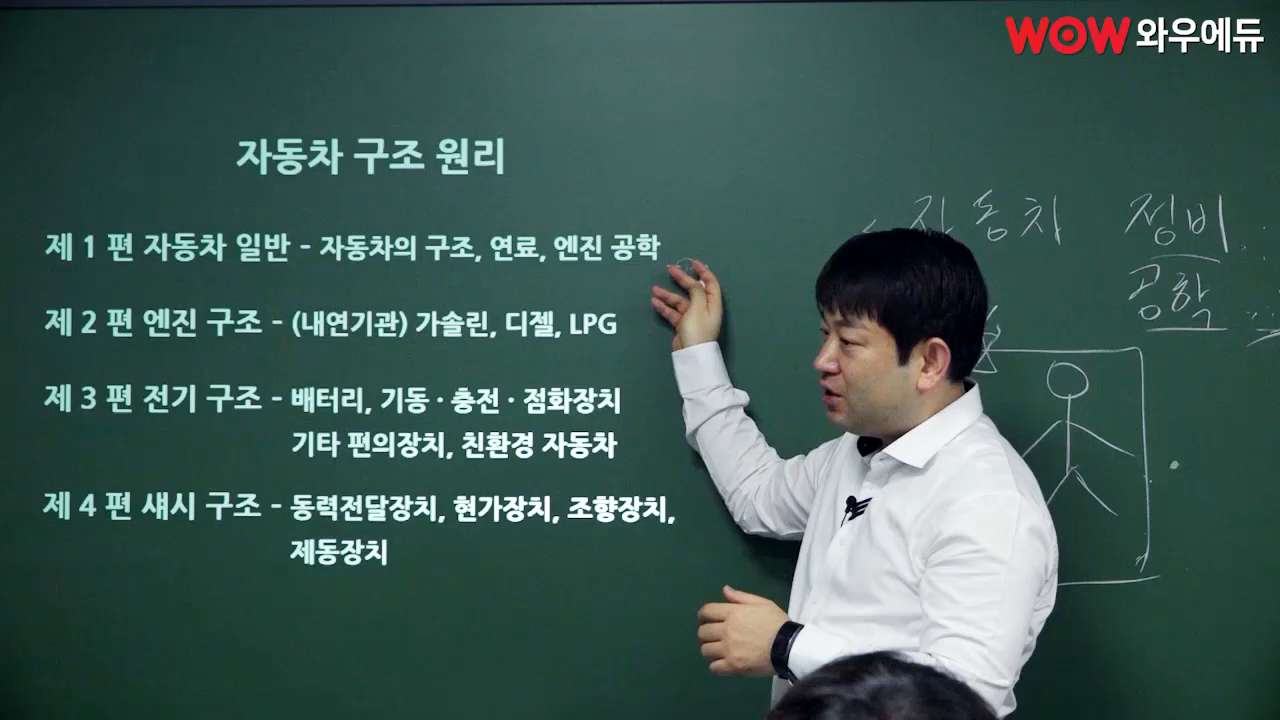 WOW 와우에듀
자동차 구조 원리
제 1 편 자동차 일반 - 자동차의 구조, 연료, 엔진 공학
제 2 편 엔진 구조 - (내연기관) 가솔린, 디젤, LPG
제 3 편 전기 구조 - 배터리, 기동 · 충전 · 점화장치
기타 편의장치, 친환경 자동차
제 4 편 섀시 구조 - 동력전달장치, 현가장치, 조향장치,
제동장치
자동차 정비
공학